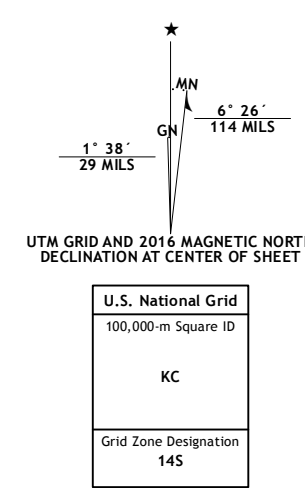 ★
MN
GN
6° 26´
114 MILS
1° 38´
29 MILS
UTM GRID AND 2016 MAGNETIC NORT
DECLINATION AT CENTER OF SHEET
U.S. National Grid
100,000-m Square ID
KC
Grid Zone Designation
14S